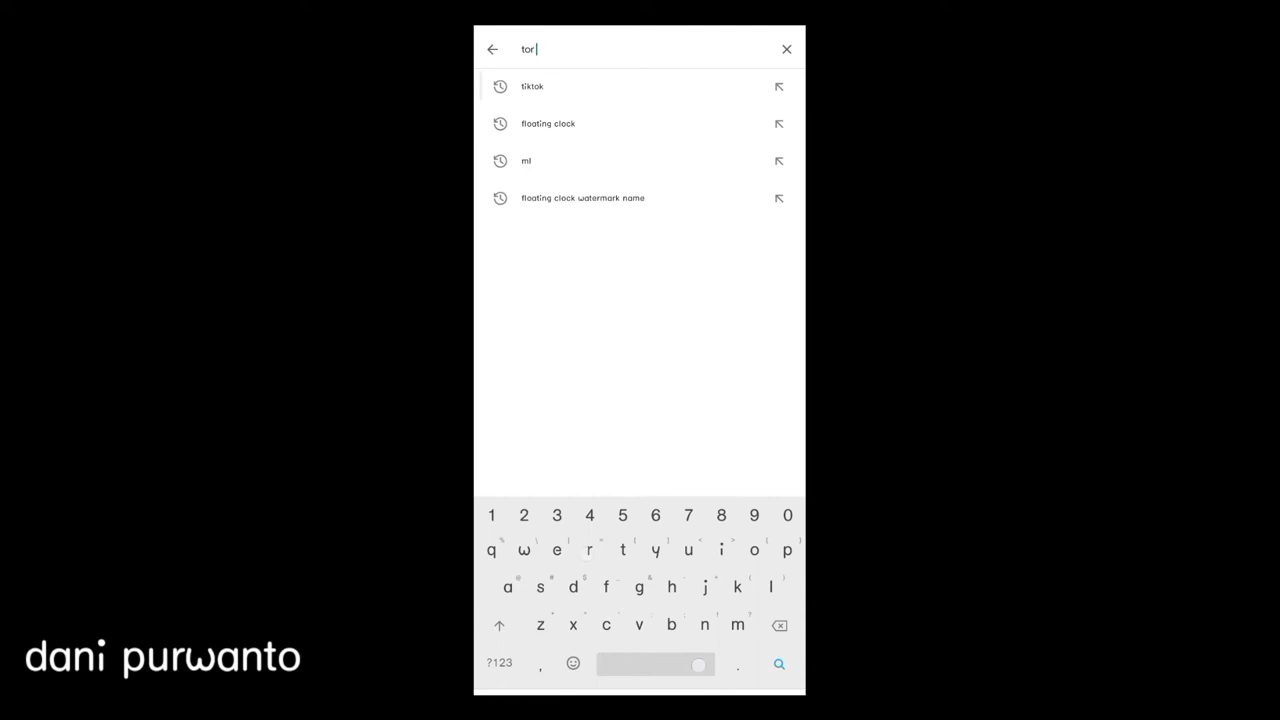 tor
tiktok
floating clock
ml
floating clock watermark name
1 2 3 4 5 6 7 8 9 0
q w e r t y u i o p
a s d f g h j k l
z x c v b n m
?123 , .
dani purwanto